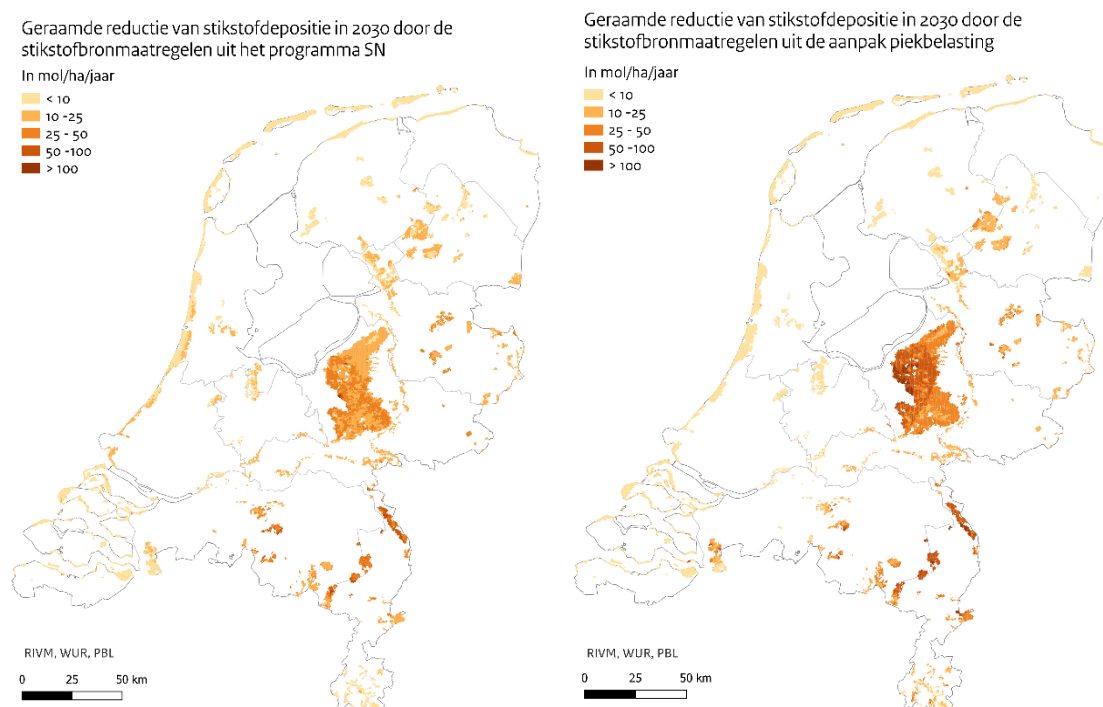 Geraamde reductie van stikstofdepositie in 2030 door de
stikstofbronmaatregelen uit het programma SN
In mol/ha/jaar
< 10
10 -25
25 - 50
50 -100
> 100
RIVM, WUR, PBL
0 25 50 km
Geraamde reductie van stikstofdepositie in 2030 door de
stikstofbronmaatregelen uit de aanpak piekbelasting
In mol/ha/jaar
< 10
10 -25
25 - 50
50 -100
> 100
RIVM, WUR, PBL
0 25 50 km